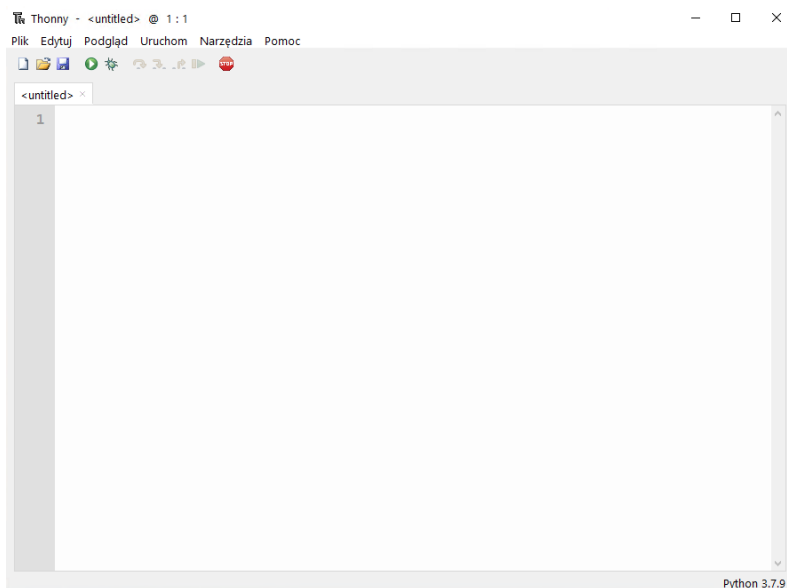 Thonny - <untitled> @ 1 : 1
Plik Edytuj Podgląd Uruchom Narzędzia Pomoc
STOP
<untitled>
1
Python 3.7.9